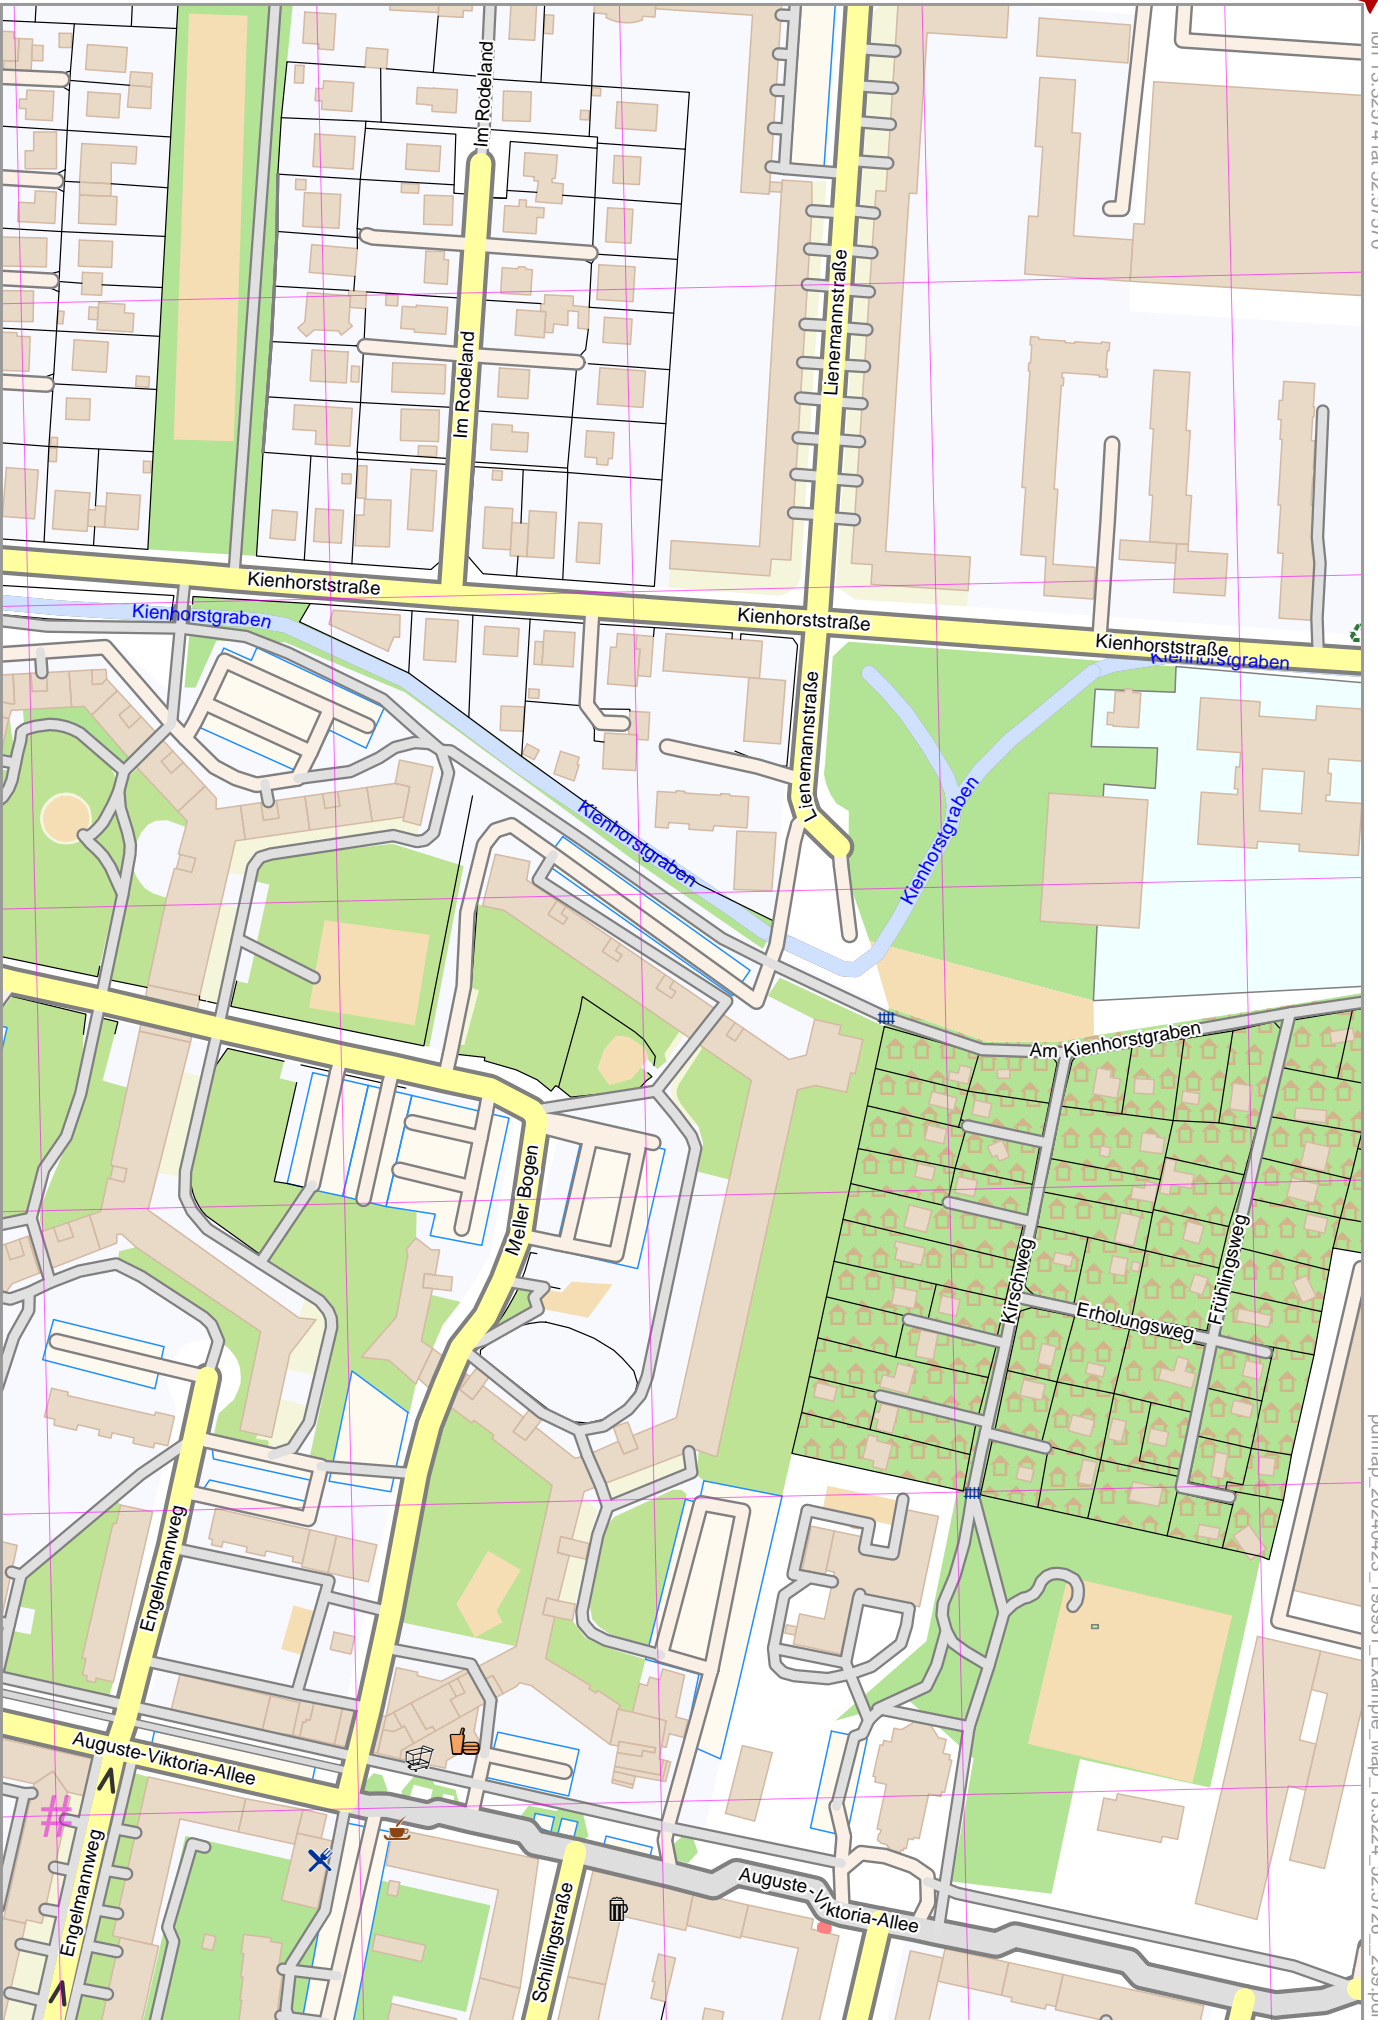 Im Rodeland
Lienemannstraße
Im Rodeland
Kienhorststraße
Kienhorstgraben
Kienhorststraße
Kienhorststraße
Kienhorstgraben
Lienemannstraße
Kienhorstgraben
Kienhorstgraben
Am Kienhorstgraben
Meller Bogen
Kirschweg
Frühlingsweg
Erholungsweg
Engelmannweg
Auguste-Viktoria-Allee
#
Engelmannweg
Schillingstraße
Auguste-Viktoria-Allee